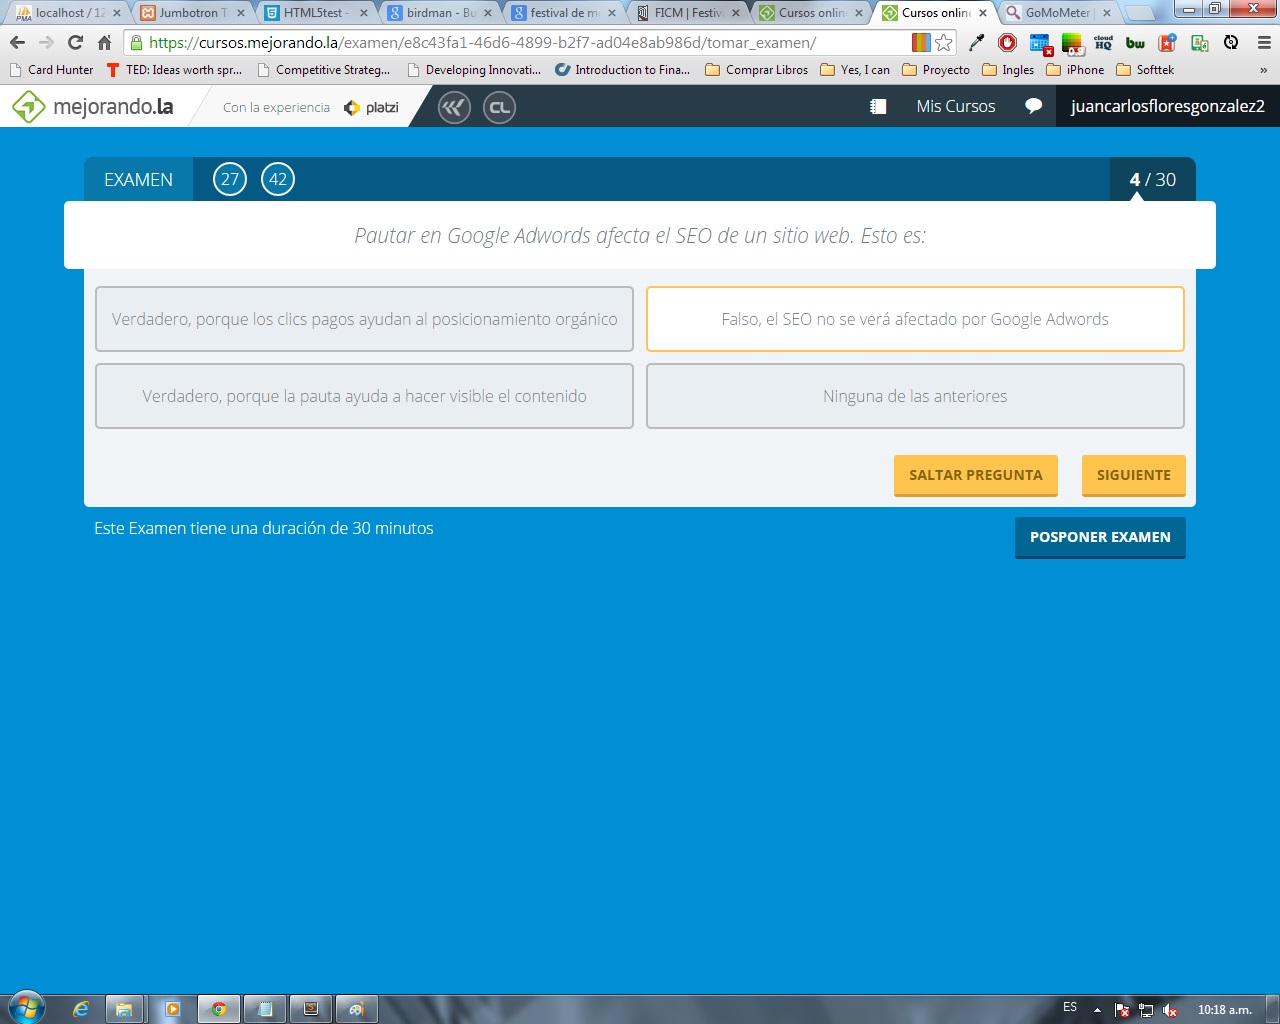 localhost / 12
Jumbotron T
HTML5test -
birdman - Bu
festival de m
FICM | Festiv
Cursos onlin
Cursos onlin
GoMoMeter |
https://cursos.mejorando.la/examen/e8c43fa1-46d6-4899-b2f7-ad04e8ab986d/tomar_examen/
Card Hunter
TED: Ideas worth spr...
Competitive Strateg...
Developing Innovati...
Introduction to Fina...
Comprar Libros
Yes, I can
Proyecto
Ingles
iPhone
Softtek
»
mejorando.la
Con la experiencia
platzi
CL
Mis Cursos
juancarlosfloresgonzalez2
EXAMEN
27
42
4 / 30
Pautar en Google Adwords afecta el SEO de un sitio web. Esto es:
Verdadero, porque los clics pagos ayudan al posicionamiento orgánico
Falso, el SEO no se verá afectado por Google Adwords
Verdadero, porque la pauta ayuda a hacer visible el contenido
Ninguna de las anteriores
SALTAR PREGUNTA
SIGUIENTE
Este Examen tiene una duración de 30 minutos
POSPONER EXAMEN
ES
10:18 a.m.